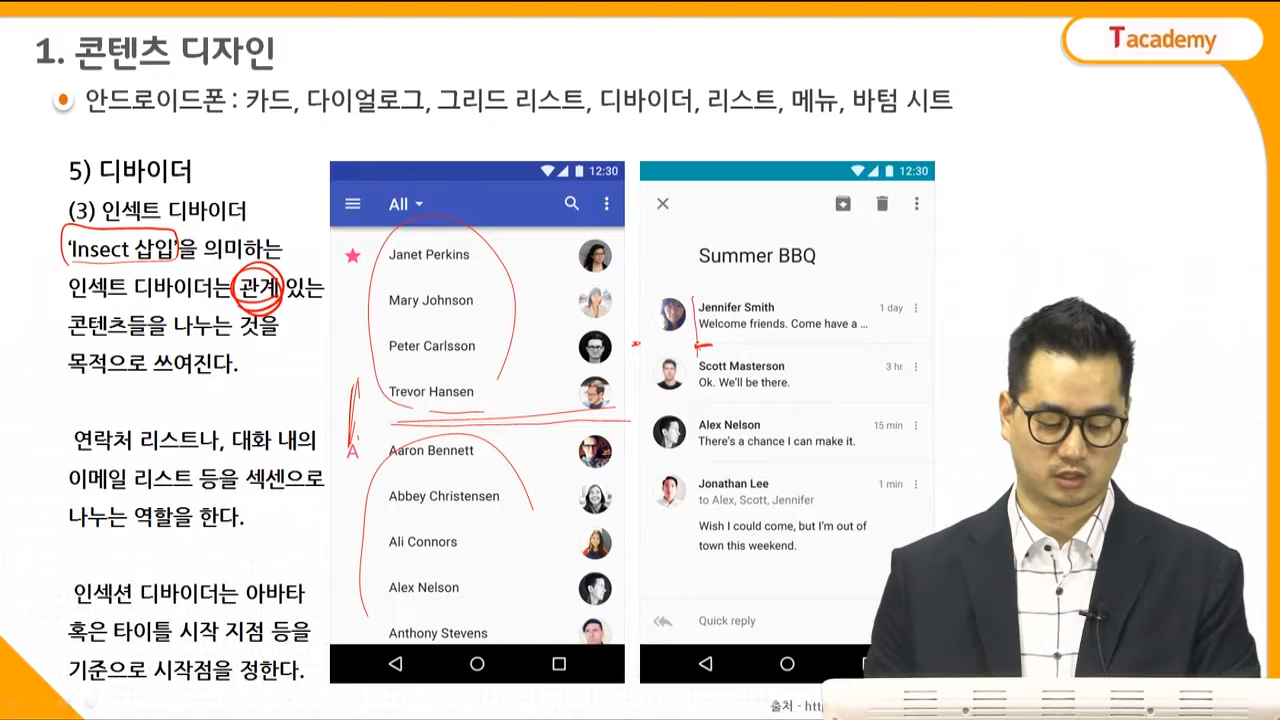 1. 콘텐츠 디자인
Tacademy
안드로이드폰 : 카드, 다이얼로그, 그리드 리스트, 디바이더, 리스트, 메뉴, 바텀 시트
5) 디바이더
(3) 인섹트 디바이더
‘Insect 삽입’을 의미하는
인섹트 디바이더는 관계 있는
콘텐츠들을 나누는 것을
목적으로 쓰여진다.
연락처 리스트나, 대화 내의
이메일 리스트 등을 섹센으로
나누는 역할을 한다.
인섹션 디바이더는 아바타
혹은 타이틀 시작 지점 등을
기준으로 시작점을 정한다.
12:30
All
Janet Perkins
Mary Johnson
Peter Carlsson
Trevor Hansen
A
Aaron Bennett
Abbey Christensen
Ali Connors
Alex Nelson
Anthony Stevens
12:30
Summer BBQ
Jennifer Smith 1 day
Welcome friends. Come have a ...
Scott Masterson 3 hr
Ok. We'll be there.
Alex Nelson 15 min
There's a chance I can make it.
Jonathan Lee 1 min
to Alex, Scott, Jennifer
Wish I could come, but I'm out of
town this weekend.
Quick reply
출처 -